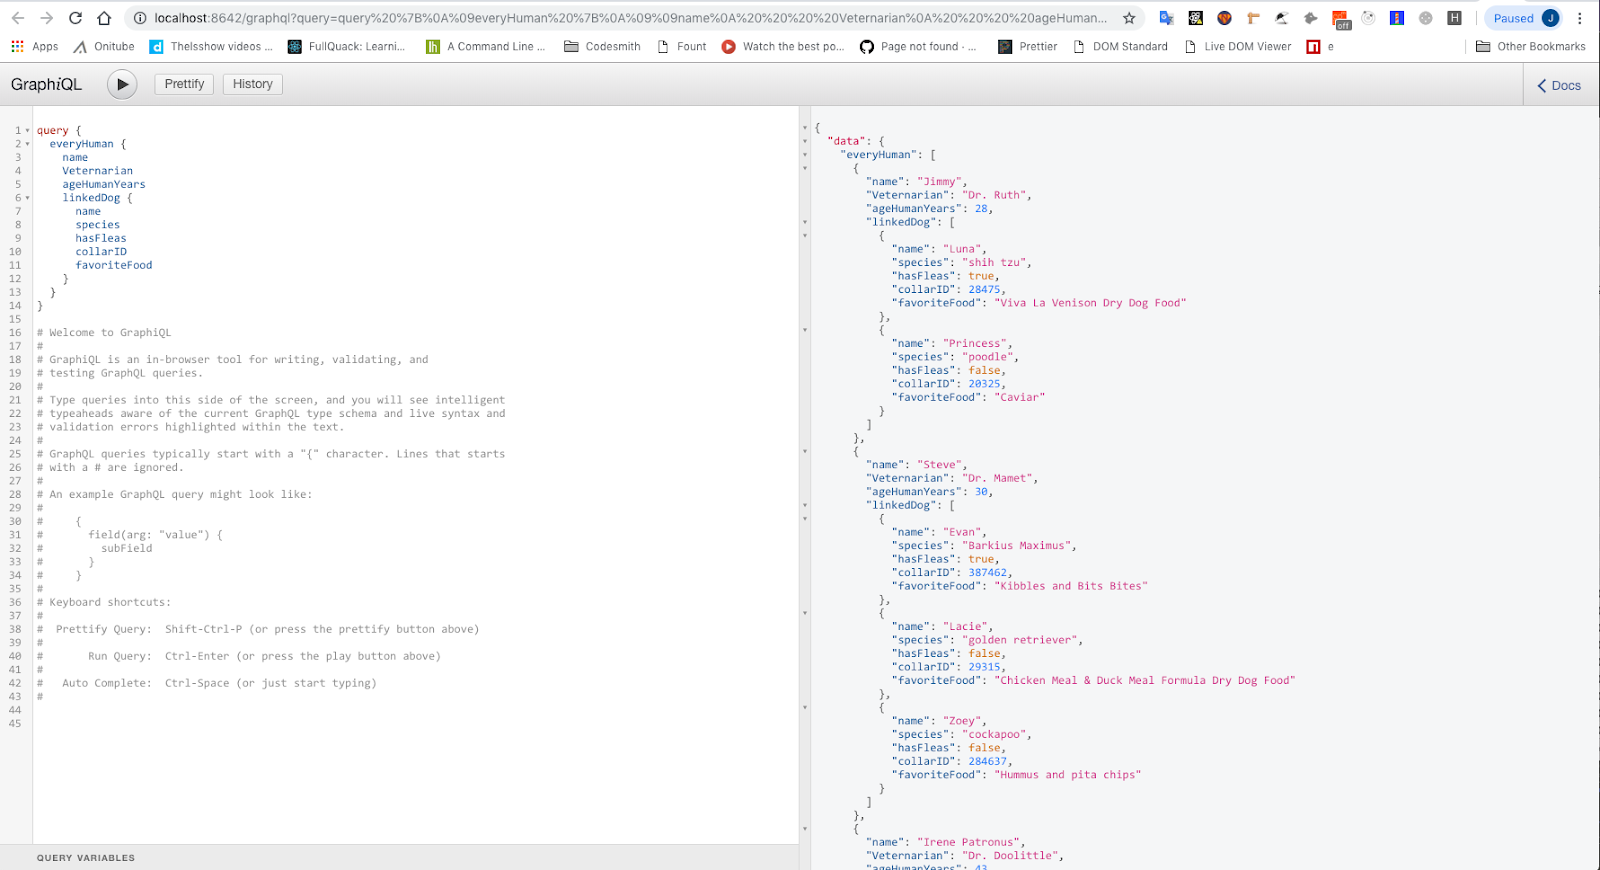 localhost:8642/graphql?query=query%20%7B%0A%09everyHuman%20%7B%0A%09%09name%0A%20%20%20%20Veternarian%0A%20%20%20%20ageHuman...
off
H
Paused
J
Apps
Onitube
d
TheIsshow videos ...
FullQuack: Learni...
h
A Command Line ...
Codesmith
Fount
Watch the best po...
Page not found · ...
Prettier
DOM Standard
Live DOM Viewer
e
Other Bookmarks
GraphiQL
Prettify
History
Docs
1 query {
2 everyHuman {
3 name
4 Veternarian
5 ageHumanYears
6 linkedDog {
7 name
8 species
9 hasFleas
10 collarID
11 favoriteFood
12 }
13 }
14 }
15
16 # Welcome to GraphiQL
17 #
18 # GraphiQL is an in-browser tool for writing, validating, and
19 # testing GraphQL queries.
20 #
21 # Type queries into this side of the screen, and you will see intelligent
22 # typeaheads aware of the current GraphQL type schema and live syntax and
23 # validation errors highlighted within the text.
24 #
25 # GraphQL queries typically start with a "{" character. Lines that starts
26 # with a # are ignored.
27 #
28 # An example GraphQL query might look like:
29 #
30 # {
31 # field(arg: "value") {
32 # subField
33 # }
34 # }
35 #
36 # Keyboard shortcuts:
37 #
38 # Prettify Query: Shift-Ctrl-P (or press the prettify button above)
39 #
40 # Run Query: Ctrl-Enter (or press the play button above)
41 #
42 # Auto Complete: Ctrl-Space (or just start typing)
43 #
44
45
QUERY VARIABLES
{
"data": {
"everyHuman": [
{
"name": "Jimmy",
"Veternarian": "Dr. Ruth",
"ageHumanYears": 28,
"linkedDog": [
{
"name": "Luna",
"species": "shih tzu",
"hasFleas": true,
"collarID": 28475,
"favoriteFood": "Viva La Venison Dry Dog Food"
},
{
"name": "Princess",
"species": "poodle",
"hasFleas": false,
"collarID": 20325,
"favoriteFood": "Caviar"
}
]
},
{
"name": "Steve",
"Veternarian": "Dr. Mamet",
"ageHumanYears": 30,
"linkedDog": [
{
"name": "Evan",
"species": "Barkius Maximus",
"hasFleas": true,
"collarID": 387462,
"favoriteFood": "Kibbles and Bits Bites"
},
{
"name": "Lacie",
"species": "golden retriever",
"hasFleas": false,
"collarID": 29315,
"favoriteFood": "Chicken Meal & Duck Meal Formula Dry Dog Food"
},
{
"name": "Zoey",
"species": "cockapoo",
"hasFleas": false,
"collarID": 284637,
"favoriteFood": "Hummus and pita chips"
}
]
},
{
"name": "Irene Patronus",
"Veternarian": "Dr. Doolittle",
"ageHumanYears": 43,